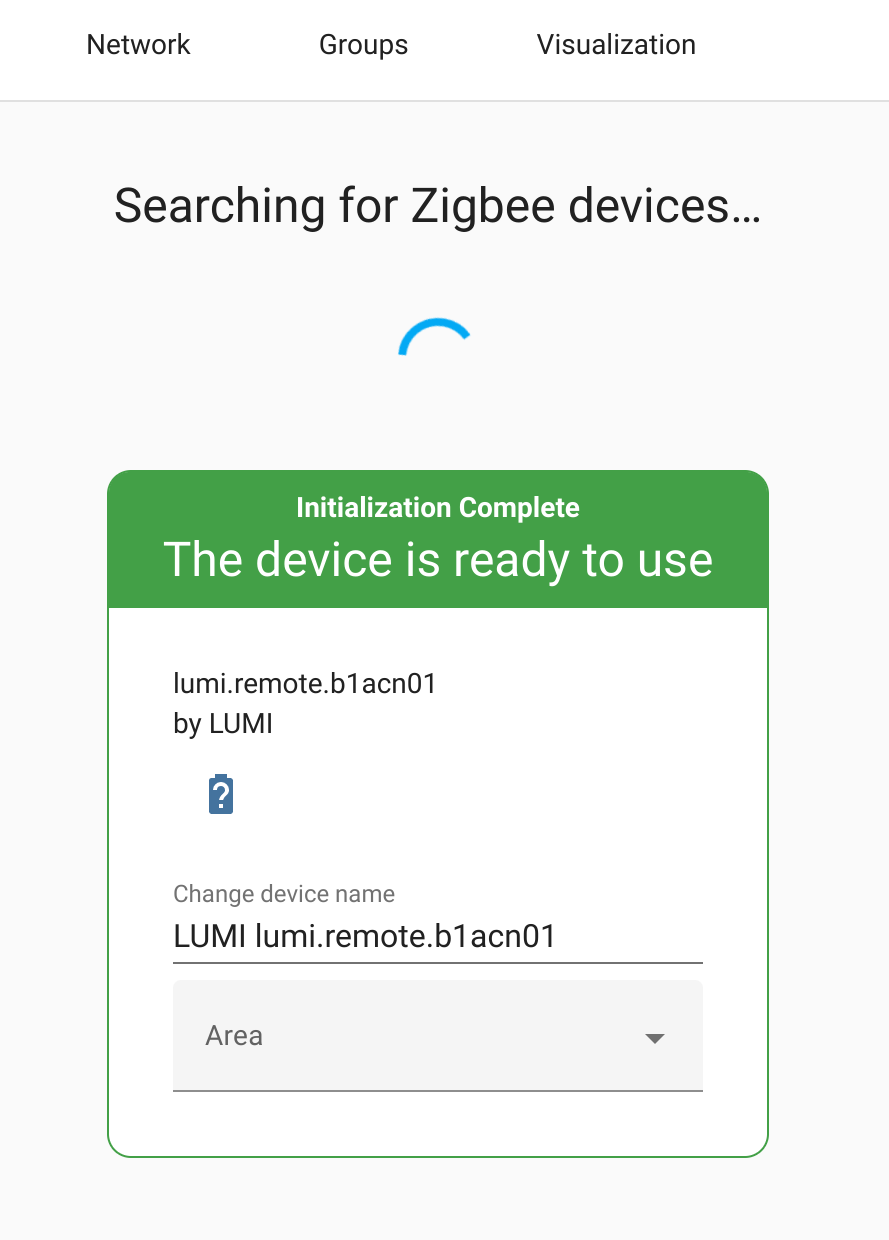 Network Groups Visualization
Searching for Zigbee devices...
Initialization Complete
The device is ready to use
lumi.remote.b1acn01
by LUMI
?
Change device name
LUMI lumi.remote.b1acn01
Area